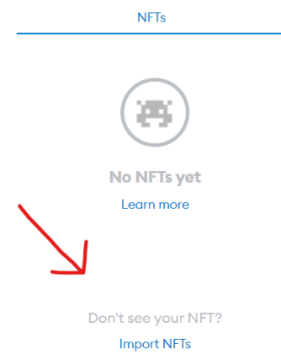 NFTs
No NFTs yet
Learn more
Don't see your NFT?
Import NFTs